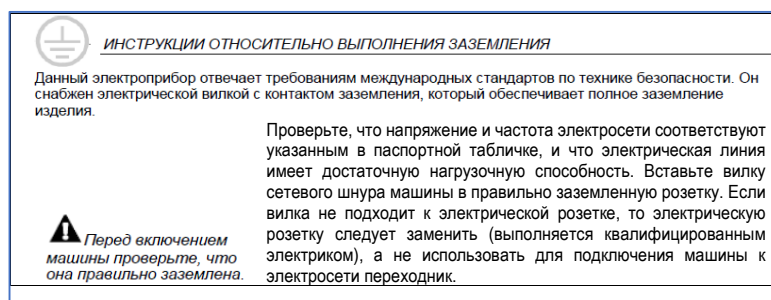 ИНСТРУКЦИИ ОТНОСИТЕЛЬНО ВЫПОЛНЕНИЯ ЗАЗЕМЛЕНИЯ
Данный электроприбор отвечает требованиям международных стандартов по технике безопасности. Он
снабжен электрической вилкой с контактом заземления, который обеспечивает полное заземление
изделия.
Перед включением
машины проверьте, что
она правильно заземлена.
Проверьте, что напряжение и частота электросети соответствуют
указанным в паспортной табличке, и что электрическая линия
имеет достаточную нагрузочную способность. Вставьте вилку
сетевого шнура машины в правильно заземленную розетку. Если
вилка не подходит к электрической розетке, то электрическую
розетку следует заменить (выполняется квалифицированным
электриком), а не использовать для подключения машины к
электросети переходник.